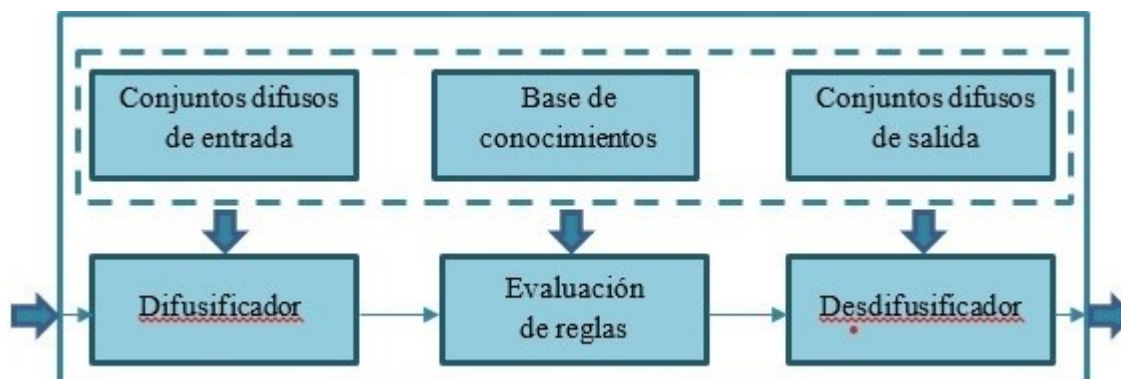 Conjuntos difusos
de entrada
Base de
conocimientos
Conjuntos difusos
de salida
Difusificador
Evaluación
de reglas
Desdifusificador